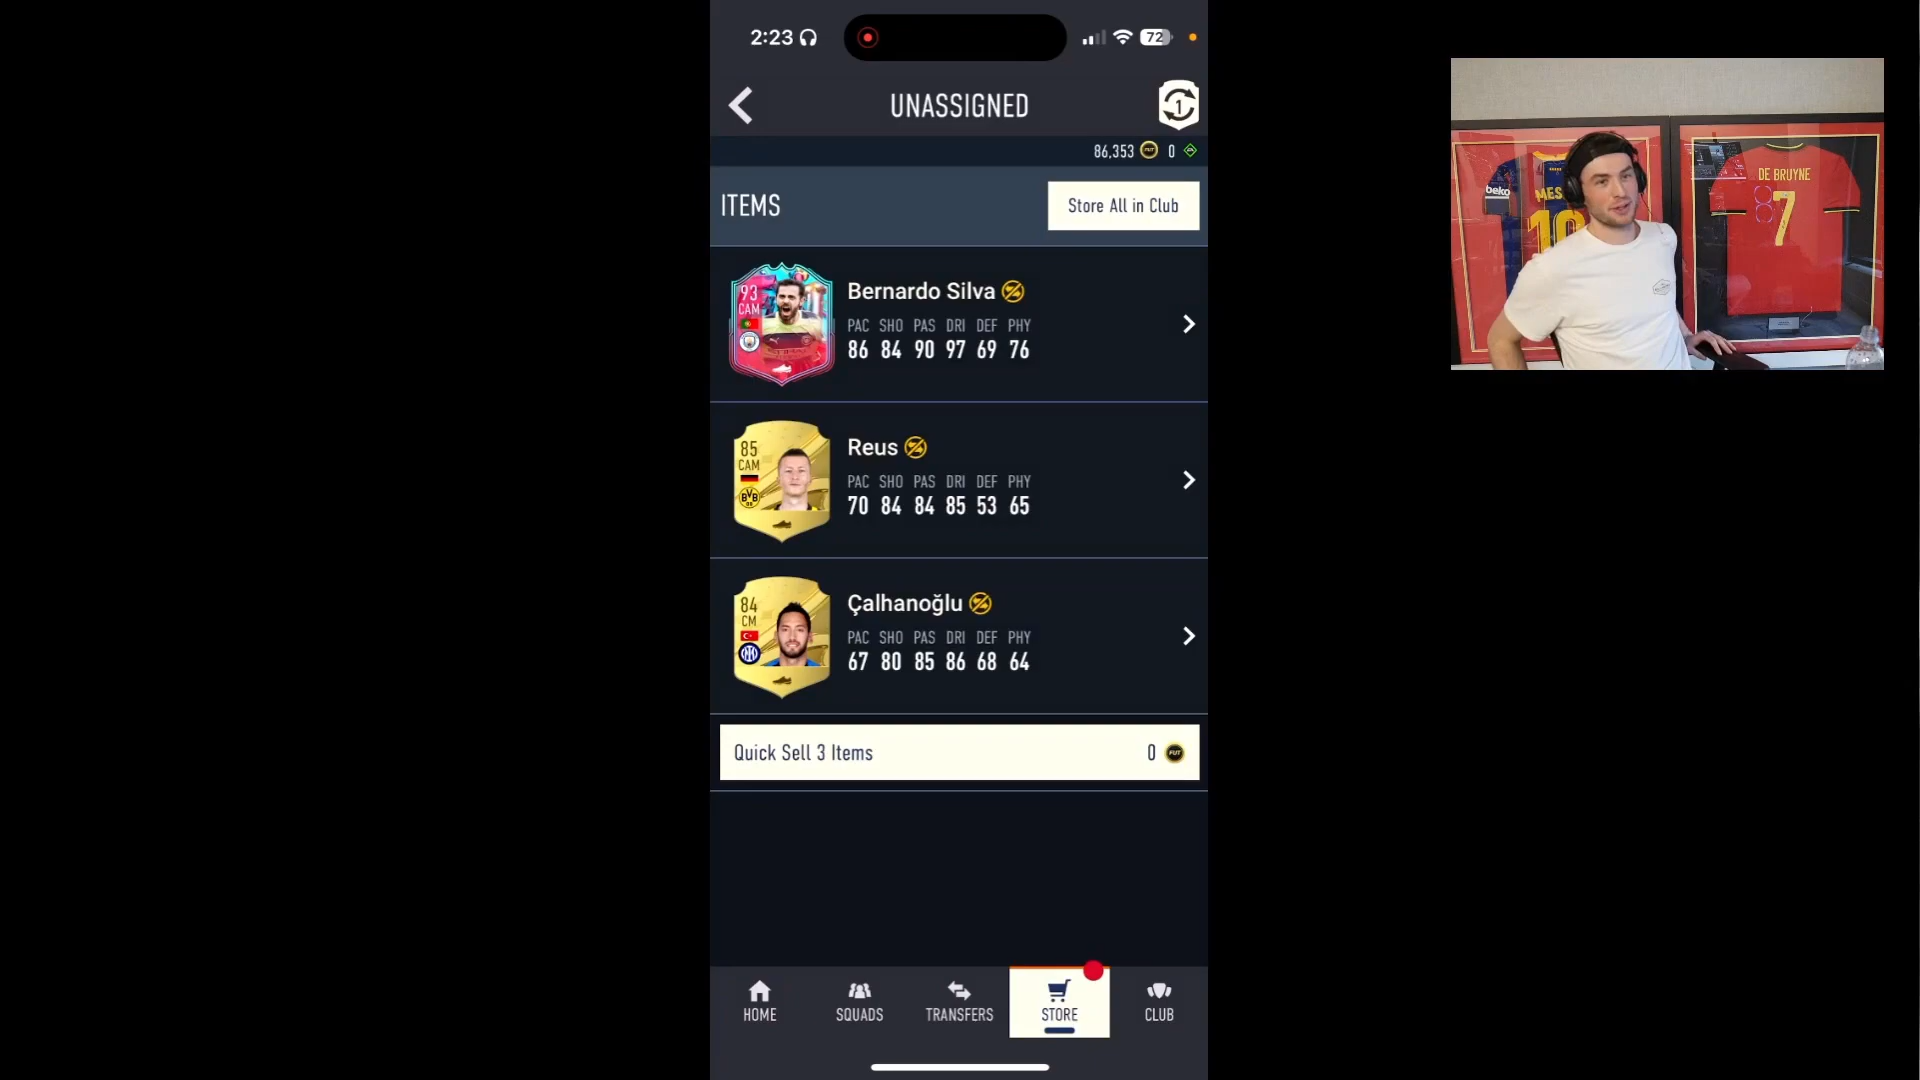 2:23
72
UNASSIGNED
1
86,353 0
ITEMS
Store All in Club
93
CAM
Bernardo Silva
PAC SHO PAS DRI DEF PHY
86 84 90 97 69 76
85
CAM
BVB
09
Reus
PAC SHO PAS DRI DEF PHY
70 84 84 85 53 65
84
CM
Çalhanoğlu
PAC SHO PAS DRI DEF PHY
67 80 85 86 68 64
Quick Sell 3 Items 0
HOME SQUADS TRANSFERS STORE CLUB
beko
MES
10
DE BRUYNE
7